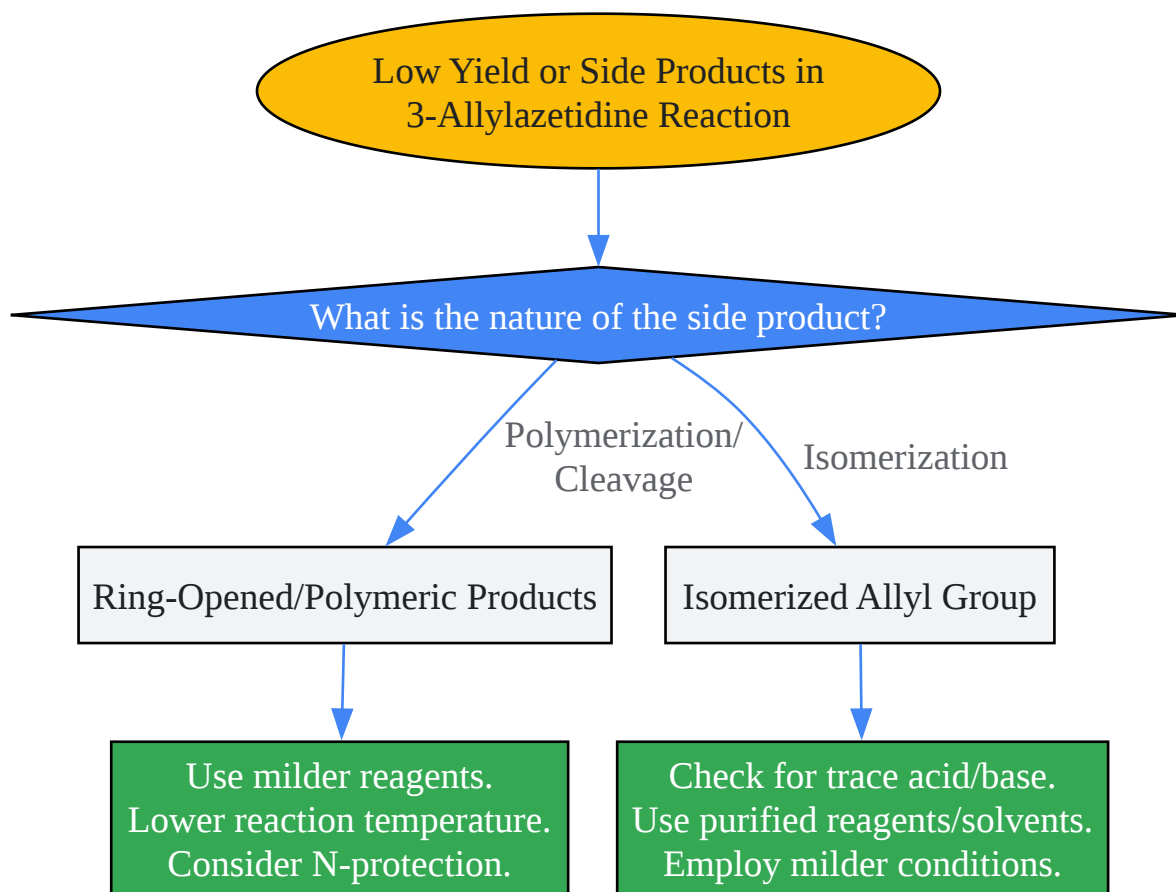 Low Yield or Side Products in
3-Allylazetidine Reaction
What is the nature of the side product?
Polymerization/
Cleavage
Isomerization
Ring-Opened/Polymeric Products
Isomerized Allyl Group
Use milder reagents.
Lower reaction temperature.
Consider N-protection.
Check for trace acid/base.
Use purified reagents/solvents.
Employ milder conditions.